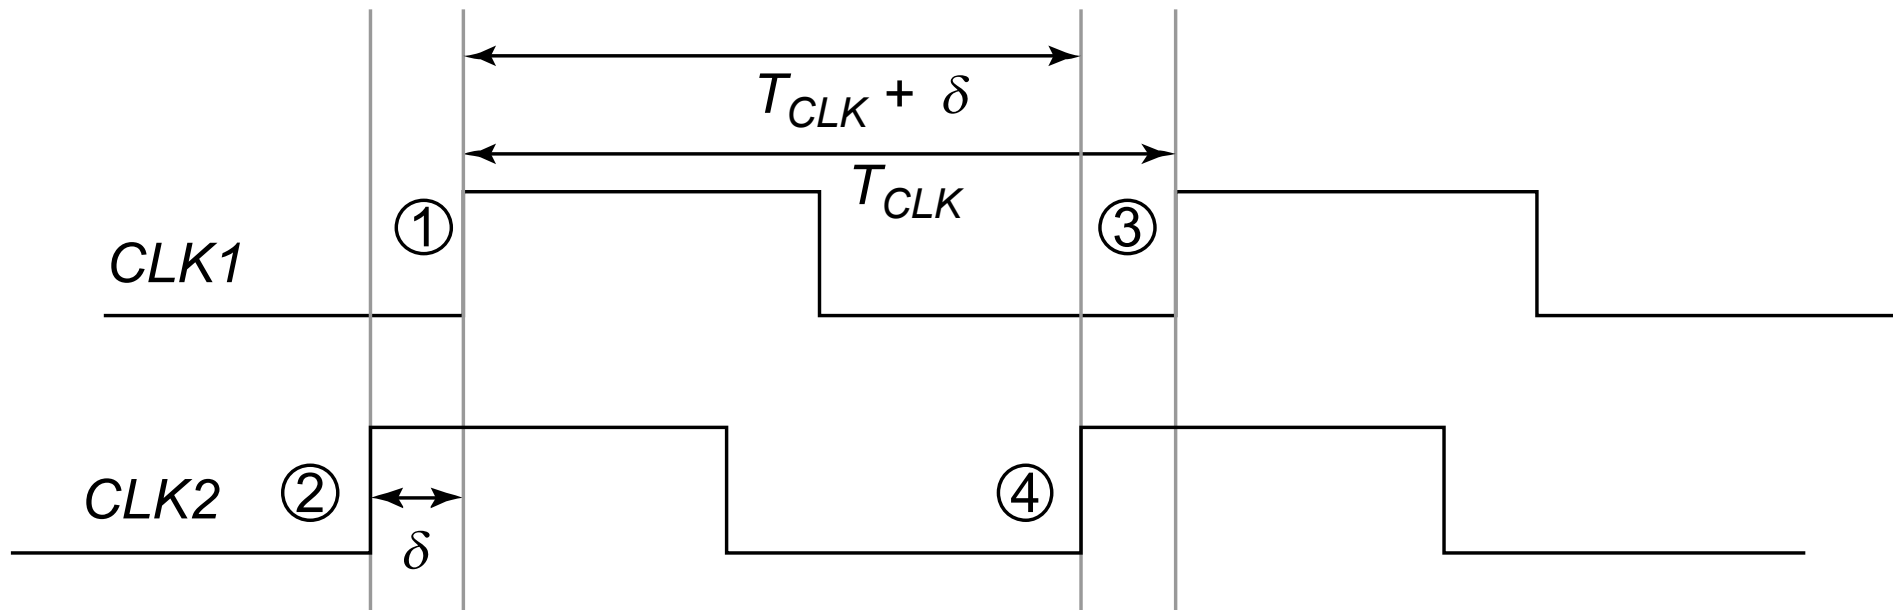 T_CLK + δ
T_CLK
① ③
CLK1
CLK2 ② ④
δ